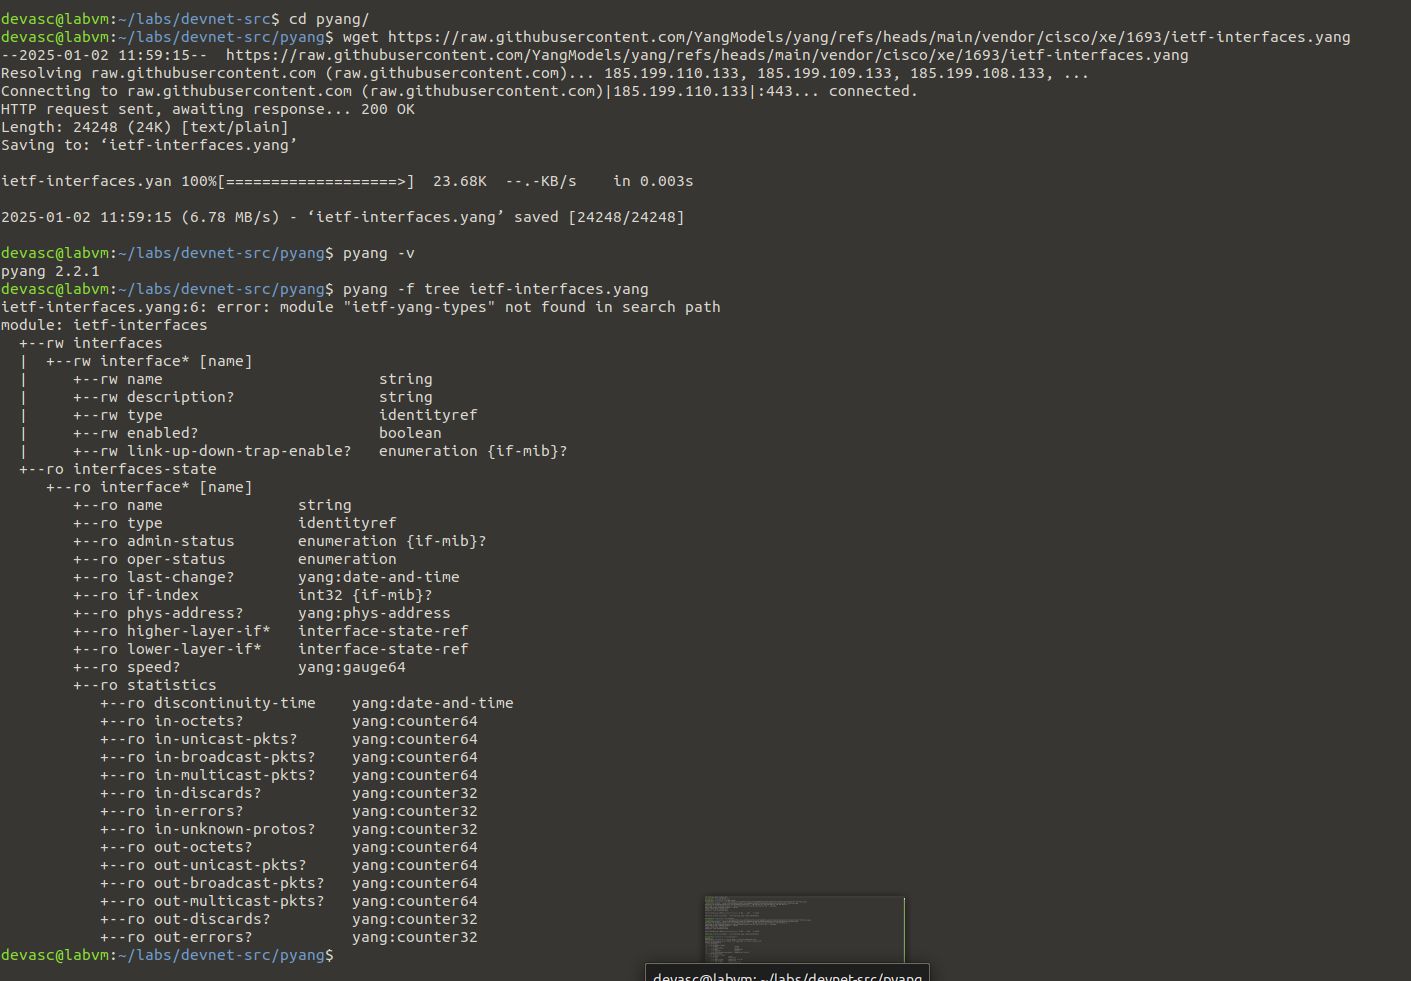 devasc@labvm:~/labs/devnet-src$ cd pyang/
devasc@labvm:~/labs/devnet-src/pyang$ wget https://raw.githubusercontent.com/YangModels/yang/refs/heads/main/vendor/cisco/xe/1693/ietf-interfaces.yang
--2025-01-02 11:59:15--  https://raw.githubusercontent.com/YangModels/yang/refs/heads/main/vendor/cisco/xe/1693/ietf-interfaces.yang
Resolving raw.githubusercontent.com (raw.githubusercontent.com)... 185.199.110.133, 185.199.109.133, 185.199.108.133, ...
Connecting to raw.githubusercontent.com (raw.githubusercontent.com)|185.199.110.133|:443... connected.
HTTP request sent, awaiting response... 200 OK
Length: 24248 (24K) [text/plain]
Saving to: ‘ietf-interfaces.yang’

ietf-interfaces.yan 100%[===================>]  23.68K  --.-KB/s    in 0.003s

2025-01-02 11:59:15 (6.78 MB/s) - ‘ietf-interfaces.yang’ saved [24248/24248]

devasc@labvm:~/labs/devnet-src/pyang$ pyang -v
pyang 2.2.1
devasc@labvm:~/labs/devnet-src/pyang$ pyang -f tree ietf-interfaces.yang
ietf-interfaces.yang:6: error: module "ietf-yang-types" not found in search path
module: ietf-interfaces
  +--rw interfaces
  |  +--rw interface* [name]
  |     +--rw name                        string
  |     +--rw description?                string
  |     +--rw type                        identityref
  |     +--rw enabled?                    boolean
  |     +--rw link-up-down-trap-enable?   enumeration {if-mib}?
  +--ro interfaces-state
     +--ro interface* [name]
        +--ro name               string
        +--ro type               identityref
        +--ro admin-status       enumeration {if-mib}?
        +--ro oper-status        enumeration
        +--ro last-change?       yang:date-and-time
        +--ro if-index           int32 {if-mib}?
        +--ro phys-address?      yang:phys-address
        +--ro higher-layer-if*   interface-state-ref
        +--ro lower-layer-if*    interface-state-ref
        +--ro speed?             yang:gauge64
        +--ro statistics
           +--ro discontinuity-time    yang:date-and-time
           +--ro in-octets?            yang:counter64
           +--ro in-unicast-pkts?      yang:counter64
           +--ro in-broadcast-pkts?    yang:counter64
           +--ro in-multicast-pkts?    yang:counter64
           +--ro in-discards?          yang:counter32
           +--ro in-errors?            yang:counter32
           +--ro in-unknown-protos?    yang:counter32
           +--ro out-octets?           yang:counter64
           +--ro out-unicast-pkts?     yang:counter64
           +--ro out-broadcast-pkts?   yang:counter64
           +--ro out-multicast-pkts?   yang:counter64
           +--ro out-discards?         yang:counter32
           +--ro out-errors?           yang:counter32
devasc@labvm:~/labs/devnet-src/pyang$
devasc@labvm: ~/labs/devnet-src/pyang